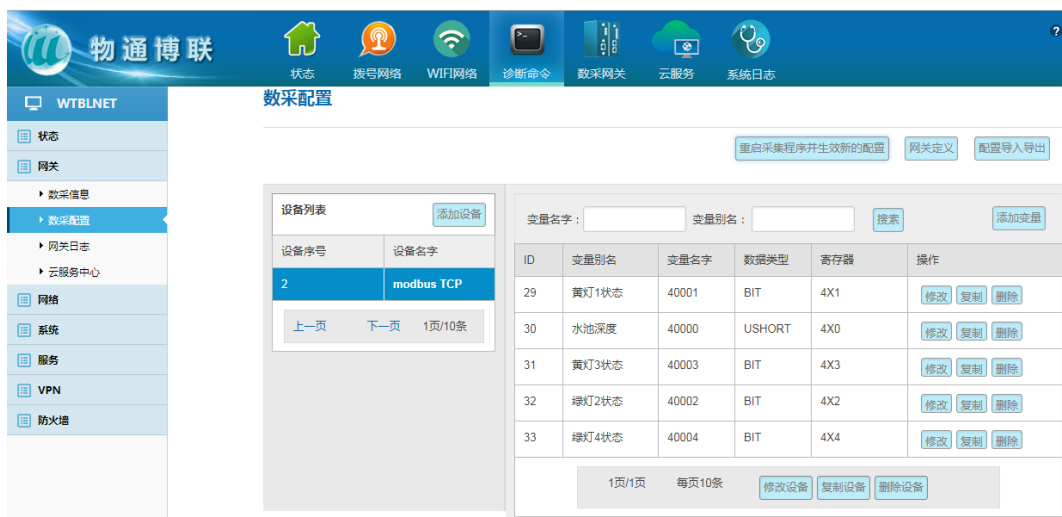 物通博联
状态 拨号网络 WIFI网络 诊断命令 数采网关 云服务 系统日志
?
WTBLNET
状态
网关
数采信息
数采配置
网关日志
云服务中心
网络
系统
服务
VPN
防火墙
数采配置
重启采集程序并生效新的配置 网关定义 配置导入导出
设备列表 添加设备
设备序号 设备名字
2 modbus TCP
上一页 下一页 1页/10条
变量名字： 变量别名： 搜索 添加变量
ID 变量别名 变量名字 数据类型 寄存器 操作
29 黄灯1状态 40001 BIT 4X1 修改 复制 删除
30 水池深度 40000 USHORT 4X0 修改 复制 删除
31 黄灯3状态 40003 BIT 4X3 修改 复制 删除
32 绿灯2状态 40002 BIT 4X2 修改 复制 删除
33 绿灯4状态 40004 BIT 4X4 修改 复制 删除
1页/1页 每页10条 修改设备 复制设备 删除设备